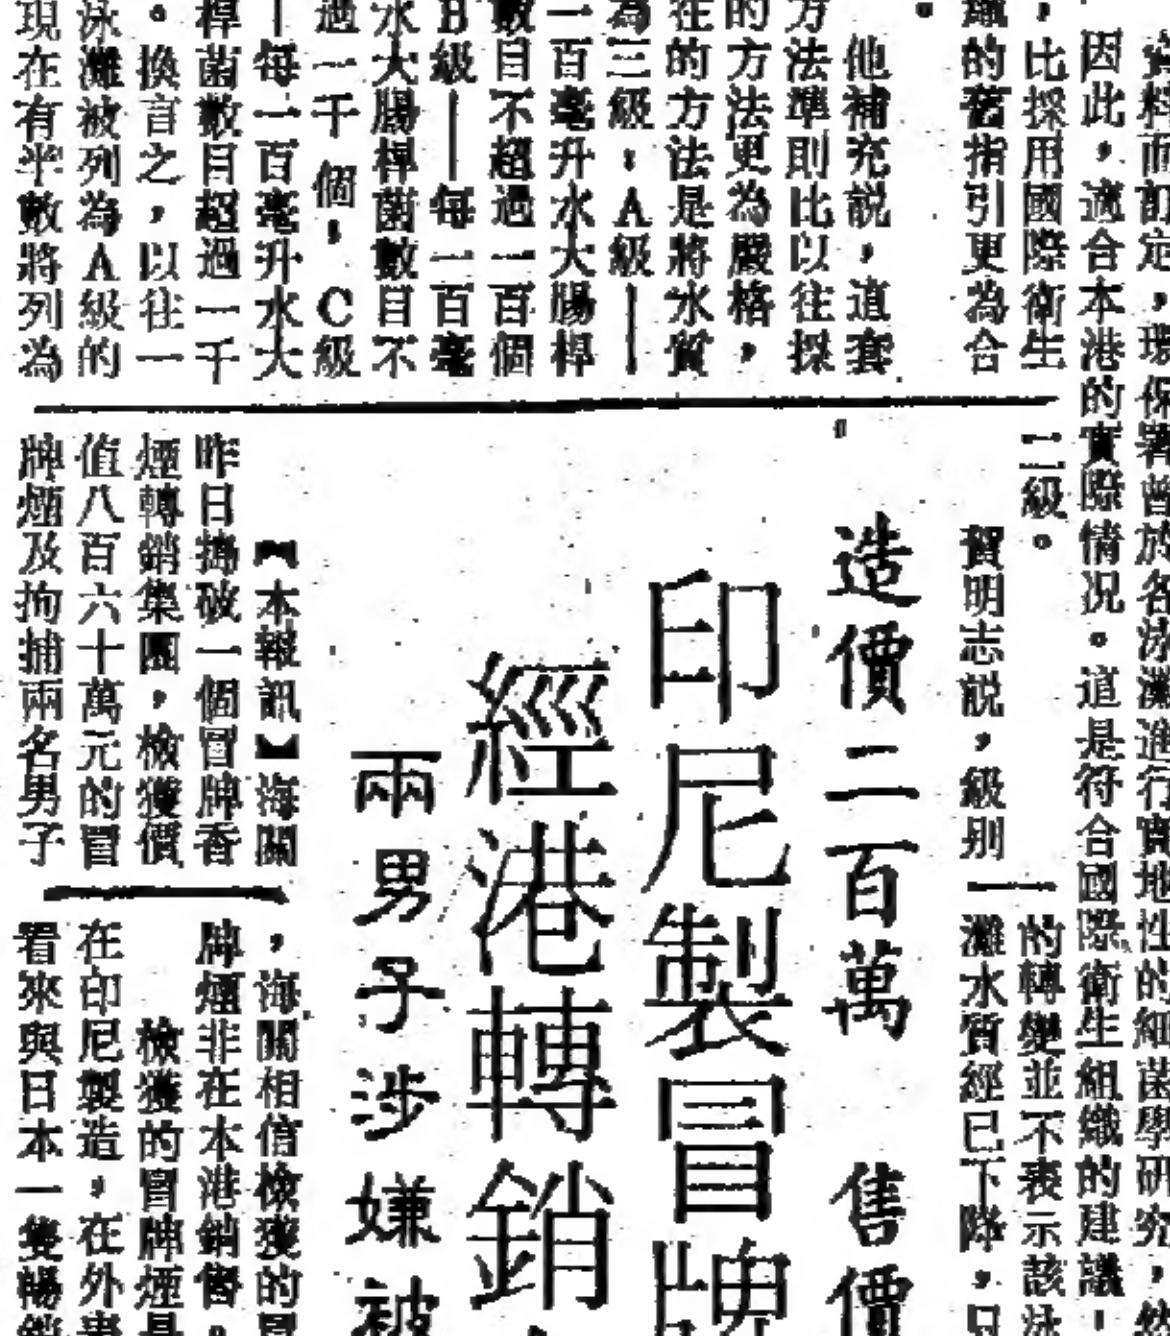 資料而訂定，環保署曾於各泳灘進行實地性的細菌學研究，然
因此，適合本港的實際情況。這是符合國際衛生組織的建議，
，比採用國際衛生
織的舊指引更為合
。
他補充說，這套
方法準則比以往採
的方法更為嚴格，
往的方法是將水質
為三級，A級—
一百毫升水大腸桿
數目不超過一百個
B級—每一百毫
水大腸桿菌數目不
過一千個，C級
—每一百毫升水大
桿菌數目超過一千
。換言之，以往一
泳灘被列為A級的
現在有半數將列為
二級。
賀明志說，級別
的轉變並不表示該泳
灘水質經已下降，只
造價二百萬 售價
印尼製冒牌
經港轉銷
兩男子涉嫌被
【本報訊】海關
昨日搗破一個冒牌香
煙轉銷集團，檢獲價
值八百六十萬元的冒
牌煙及拘捕兩名男子
，海關相信檢獲的冒
牌煙非在本港銷售。
檢獲的冒牌煙是
在印尼製造，在外表
看來與日本一隻暢銷